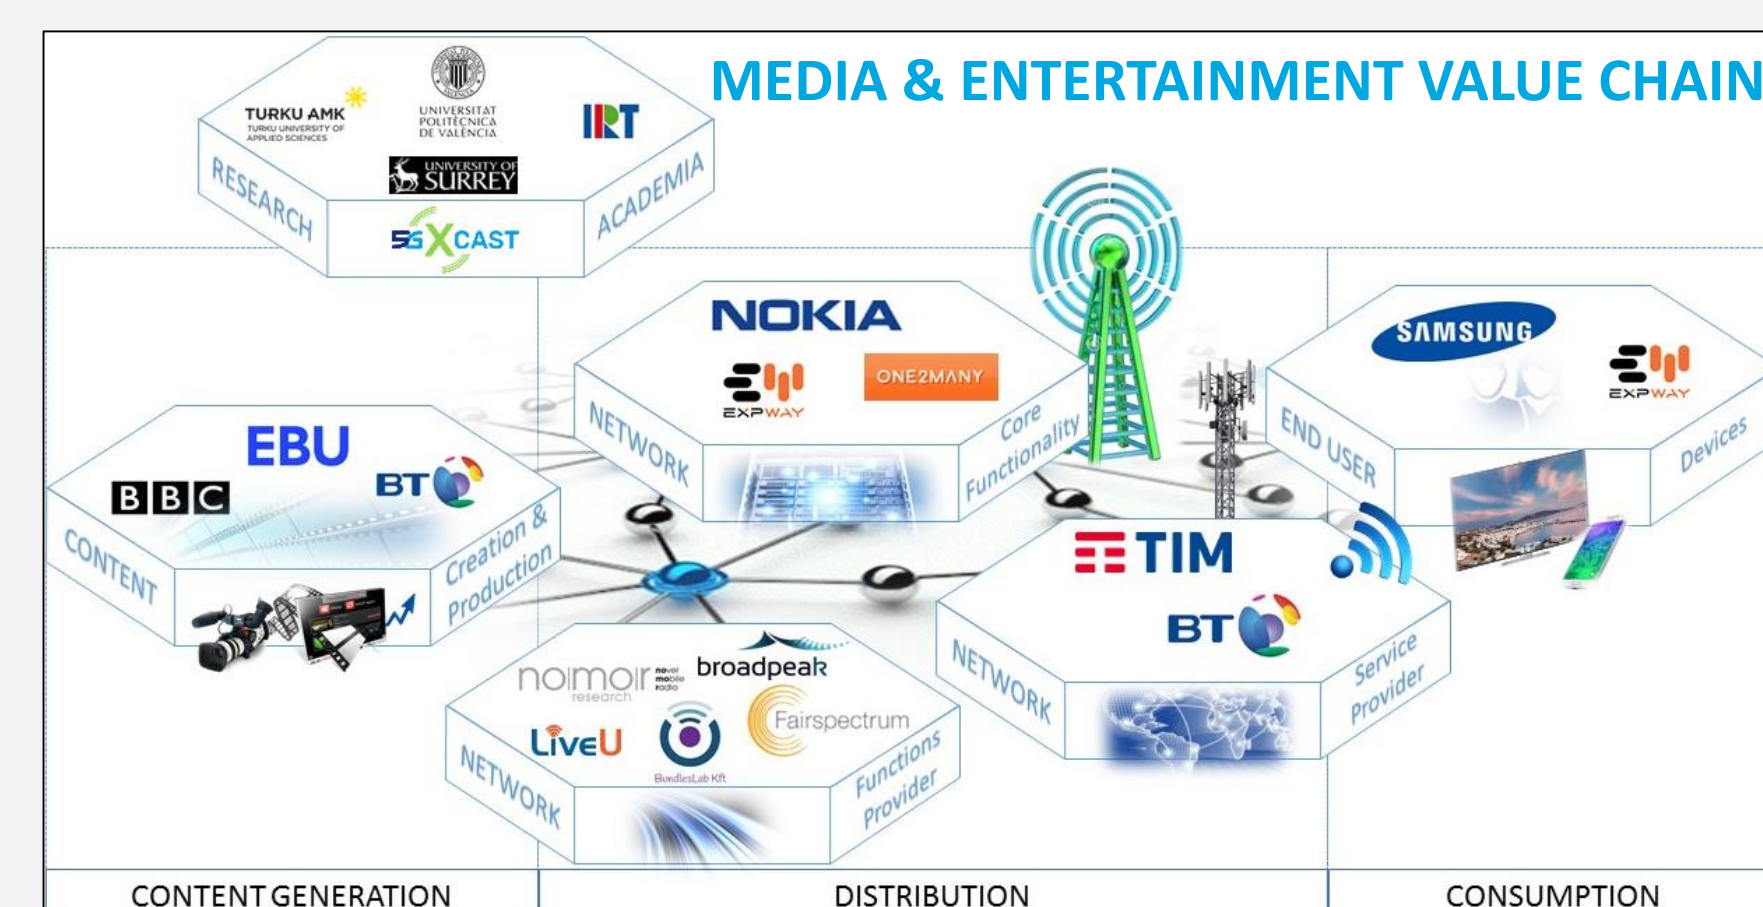 MEDIA & ENTERTAINMENT VALUE CHAIN
TURKU AMK
TURKU UNIVERSITY OF
APPLIED SCIENCES
UNIVERSITAT
POLITÈCNICA
DE VALÈNCIA
IRT
UNIVERSITY OF
SURREY
RESEARCH
5G XCAST
ACADEMIA
NOKIA
EXPWAY
ONE2MANY
NETWORK
Core
Functionality
SAMSUNG
EXPWAY
END USER
Devices
EBU
BBC
BT
CONTENT
Creation &
Production
TIM
BT
NETWORK
Service
Provider
nomor
research
novel
mobile
radio
broadpeak
LiveU
BundlesLab Kft
Fairspectrum
NETWORK
Functions
Provider
CONTENT GENERATION
DISTRIBUTION
CONSUMPTION